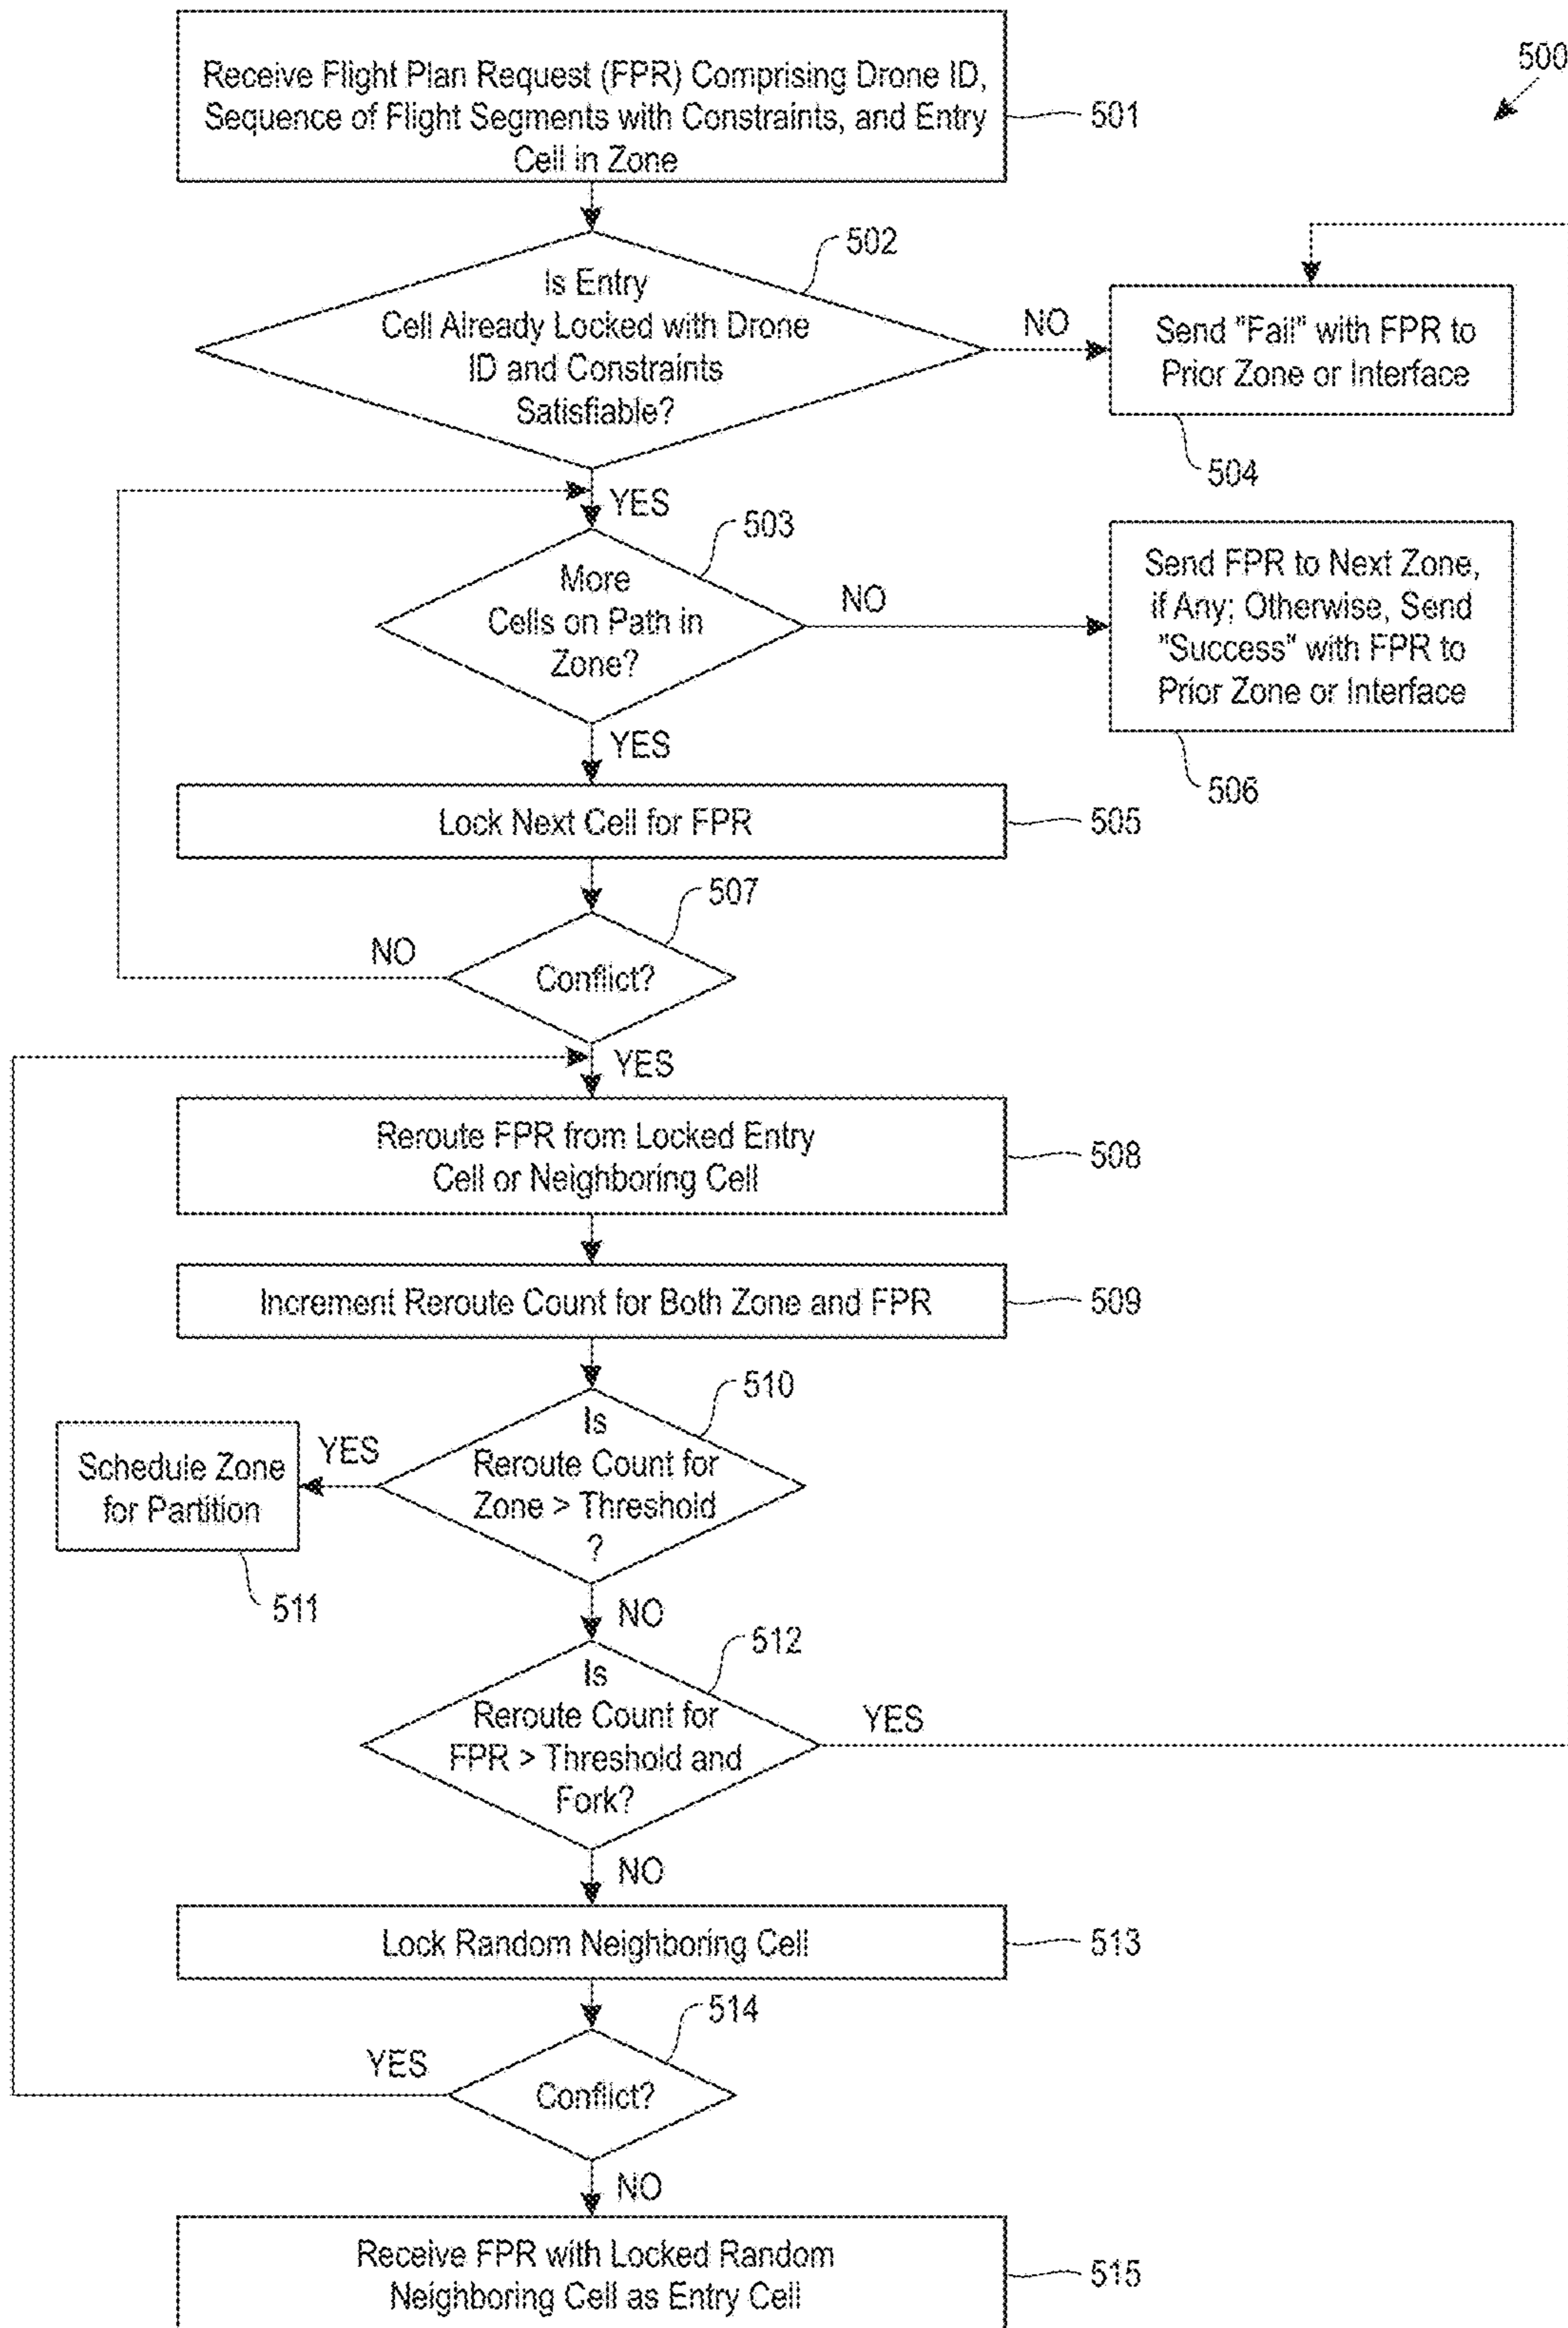 500
Receive Flight Plan Request (FPR) Comprising Drone ID,
Sequence of Flight Segments with Constraints, and Entry
Cell in Zone
501
502
Is Entry
Cell Already Locked with Drone
ID and Constraints
Satisfiable?
NO
Send "Fail" with FPR to
Prior Zone or Interface
504
YES
503
More
Cells on Path in
Zone?
NO
Send FPR to Next Zone,
if Any; Otherwise, Send
"Success" with FPR to
Prior Zone or Interface
506
YES
Lock Next Cell for FPR
505
507
NO
Conflict?
YES
Reroute FPR from Locked Entry
Cell or Neighboring Cell
508
Increment Reroute Count for Both Zone and FPR
509
510
Is
Reroute Count for
Zone > Threshold
?
YES
Schedule Zone
for Partition
511
NO
512
Is
Reroute Count for
FPR > Threshold and
Fork?
YES
NO
Lock Random Neighboring Cell
513
514
YES
Conflict?
NO
Receive FPR with Locked Random
Neighboring Cell as Entry Cell
515